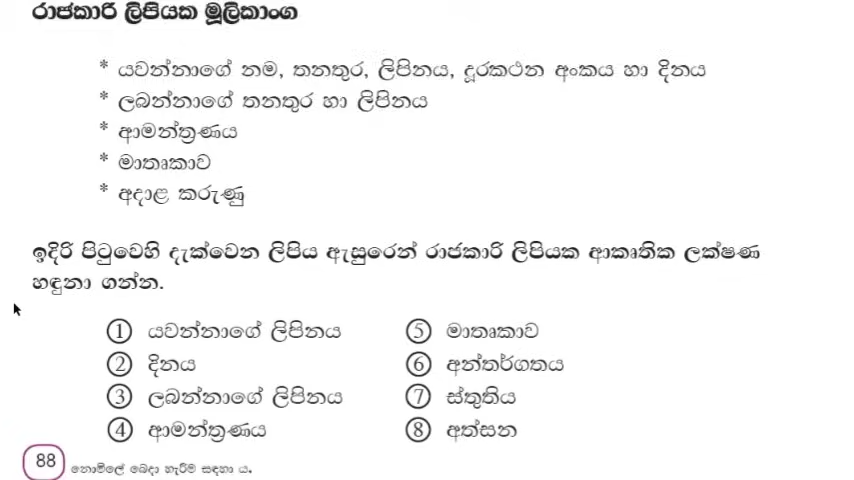 රාජකාරි ලිපියක මූලිකාංග
* යවන්නාගේ නම, තනතුර, ලිපිනය, දුරකථන අංකය හා දිනය
* ලබන්නාගේ තනතුර හා ලිපිනය
* ආමන්ත්‍රණය
* මාතෘකාව
* අදාළ කරුණු
ඉදිරි පිටුවෙහි දැක්වෙන ලිපිය ඇසුරෙන් රාජකාරි ලිපියක ආකෘතික ලක්ෂණ
හඳුනා ගන්න.
① යවන්නාගේ ලිපිනය
② දිනය
③ ලබන්නාගේ ලිපිනය
④ ආමන්ත්‍රණය
⑤ මාතෘකාව
⑥ අන්තර්ගතය
⑦ ස්තුතිය
⑧ අත්සන
88 නොමිලේ බෙදා හැරීම සඳහා ය.